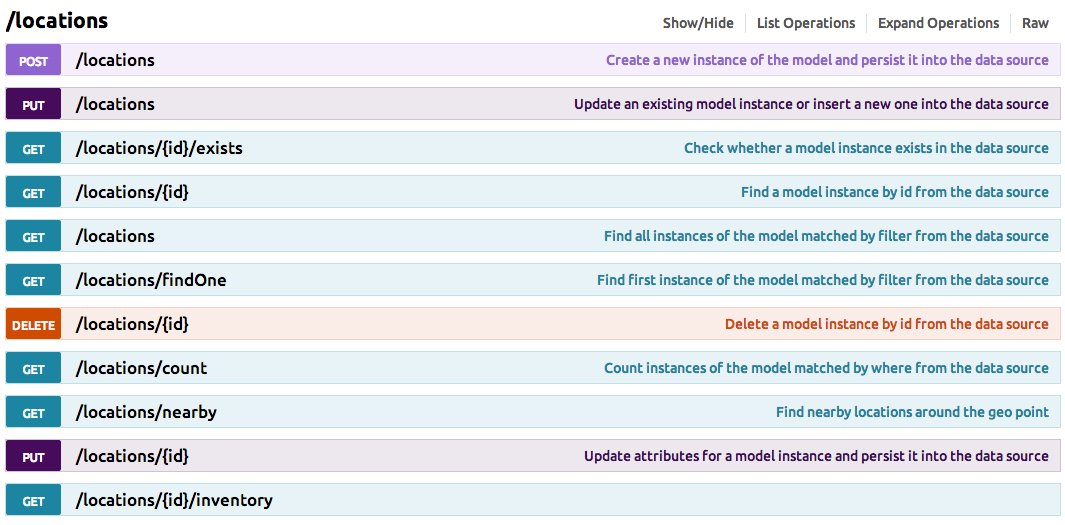 /locations Show/Hide List Operations Expand Operations Raw
POST /locations Create a new instance of the model and persist it into the data source
PUT /locations Update an existing model instance or insert a new one into the data source
GET /locations/{id}/exists Check whether a model instance exists in the data source
GET /locations/{id} Find a model instance by id from the data source
GET /locations Find all instances of the model matched by filter from the data source
GET /locations/findOne Find first instance of the model matched by filter from the data source
DELETE /locations/{id} Delete a model instance by id from the data source
GET /locations/count Count instances of the model matched by where from the data source
GET /locations/nearby Find nearby locations around the geo point
PUT /locations/{id} Update attributes for a model instance and persist it into the data source
GET /locations/{id}/inventory